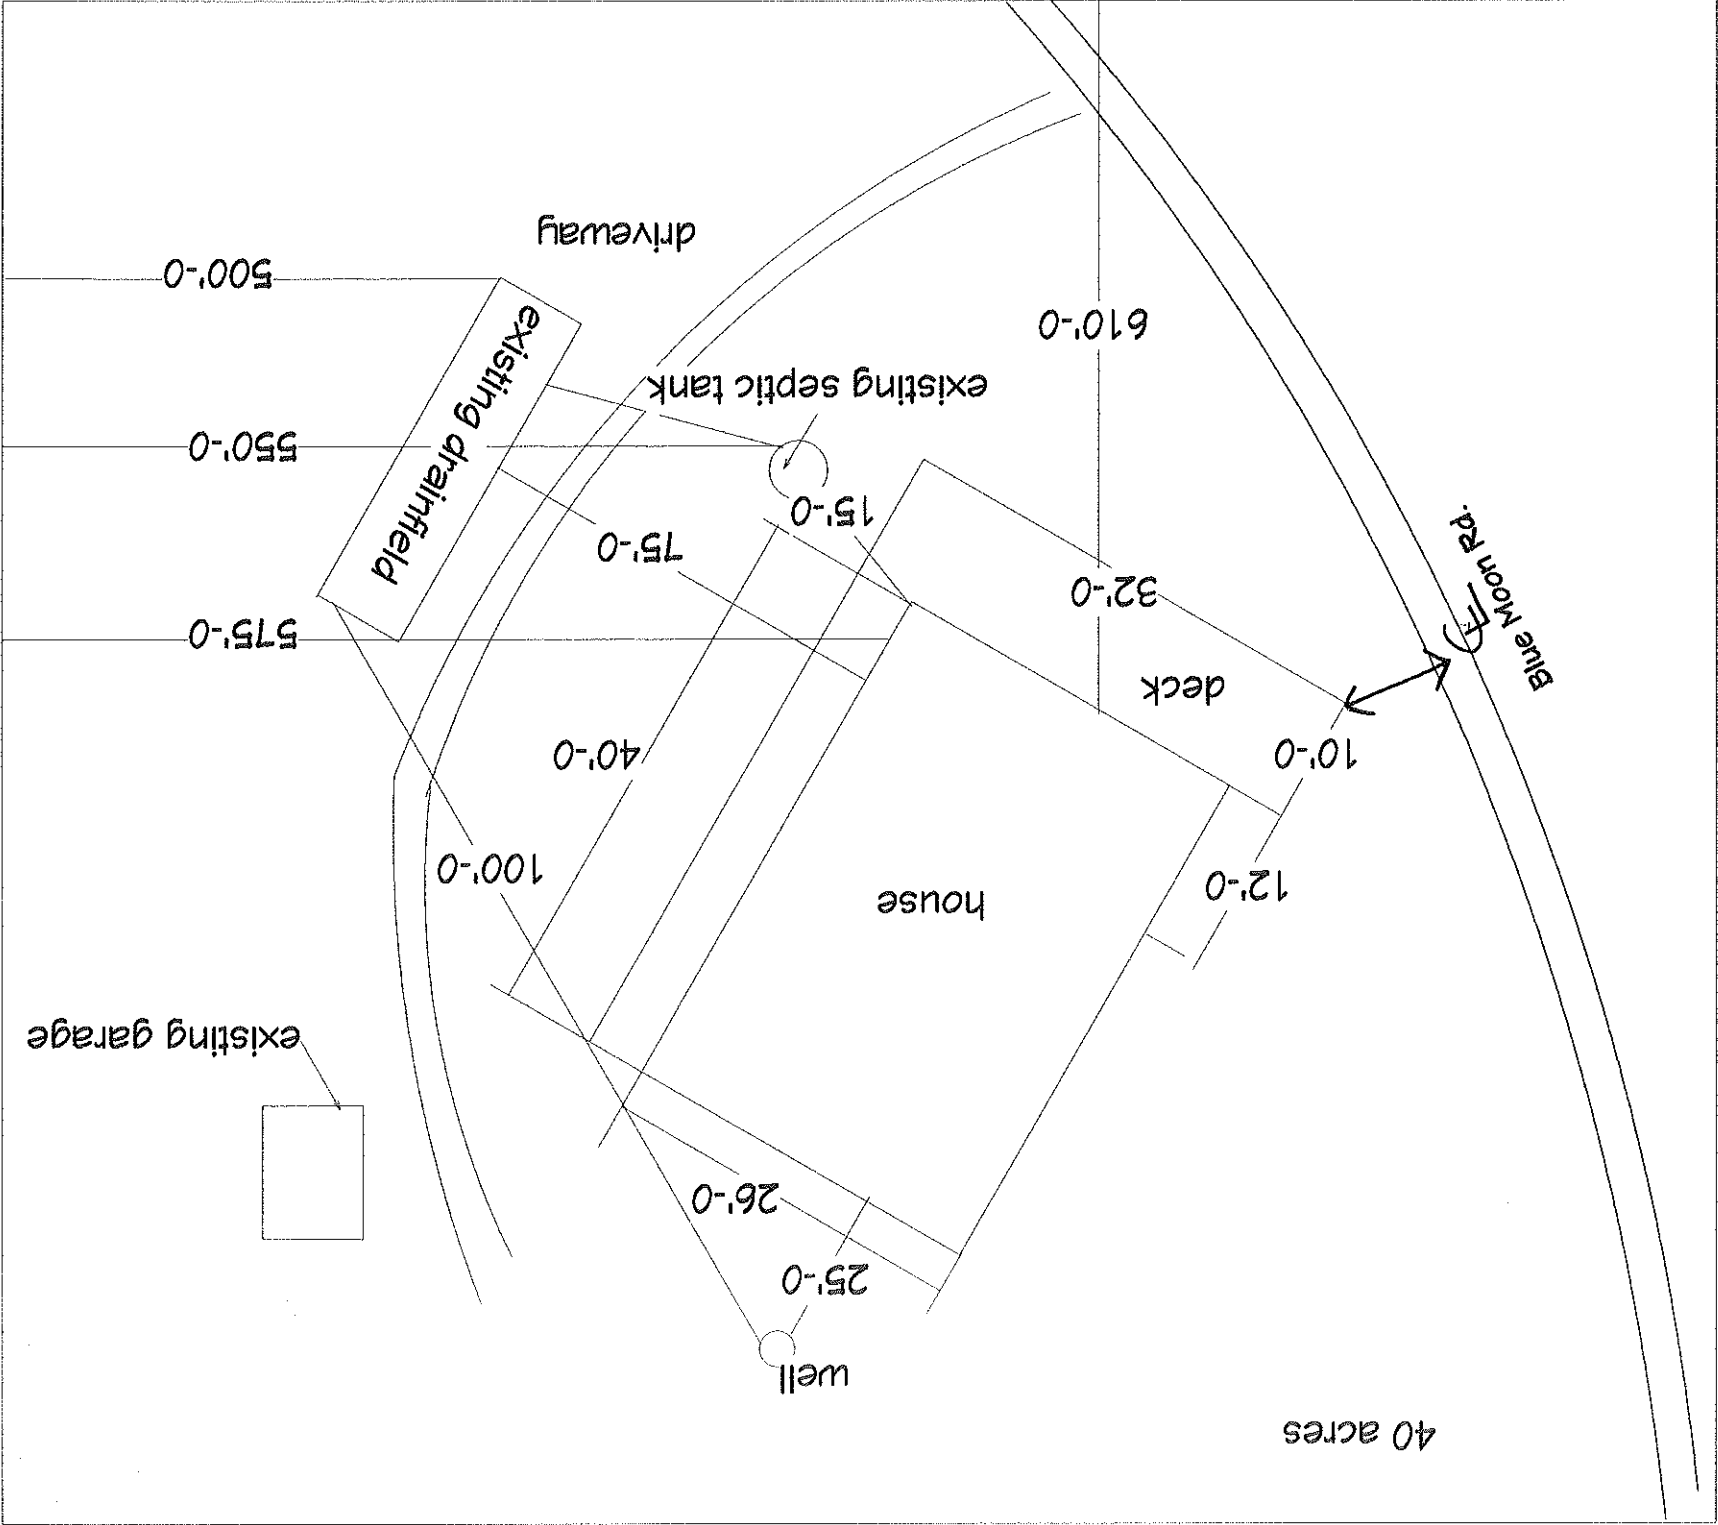 40 acres
well
25'-0
26'-0
existing garage
house
12'-0
100'-0
10'-0
40'-0
deck
575'-0
Blue Moon Rd.
℄
32'-0
75'-0
15'-0
existing drainfield
550'-0
existing septic tank
610'-0
500'-0
driveway